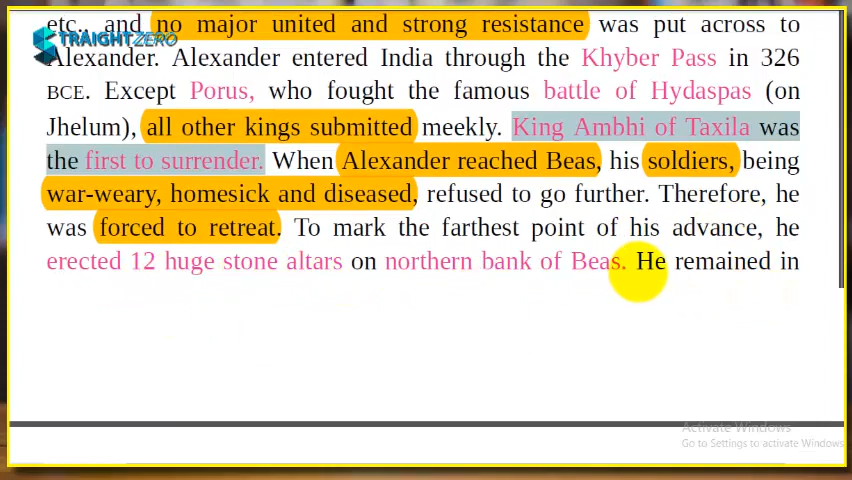 etc., and no major united and strong resistance was put across to
STRAIGHTZERO
Alexander. Alexander entered India through the Khyber Pass in 326
BCE. Except Porus, who fought the famous battle of Hydaspas (on
Jhelum), all other kings submitted meekly. King Ambhi of Taxila was
the first to surrender. When Alexander reached Beas, his soldiers, being
war-weary, homesick and diseased, refused to go further. Therefore, he
was forced to retreat. To mark the farthest point of his advance, he
erected 12 huge stone altars on northern bank of Beas. He remained in
Activate Windows
Go to Settings to activate Windows